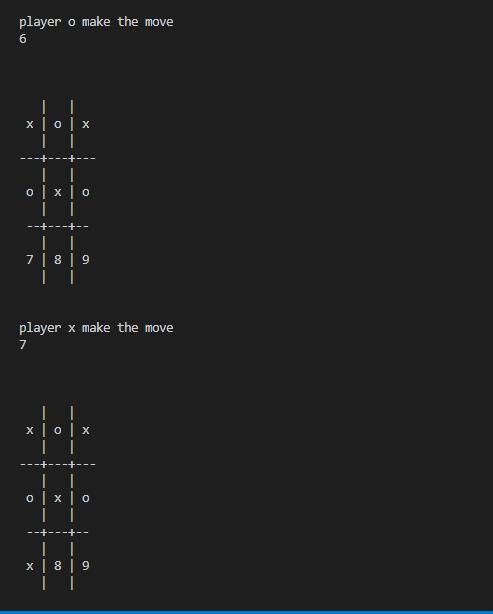 player o make the move
6
   |   |
 x | o | x
   |   |
---+---+---
   |   |
 o | x | o
   |   |
 --+---+--
   |   |
 7 | 8 | 9
   |   |
player x make the move
7
   |   |
 x | o | x
   |   |
---+---+---
   |   |
 o | x | o
   |   |
 --+---+--
   |   |
 x | 8 | 9
   |   |